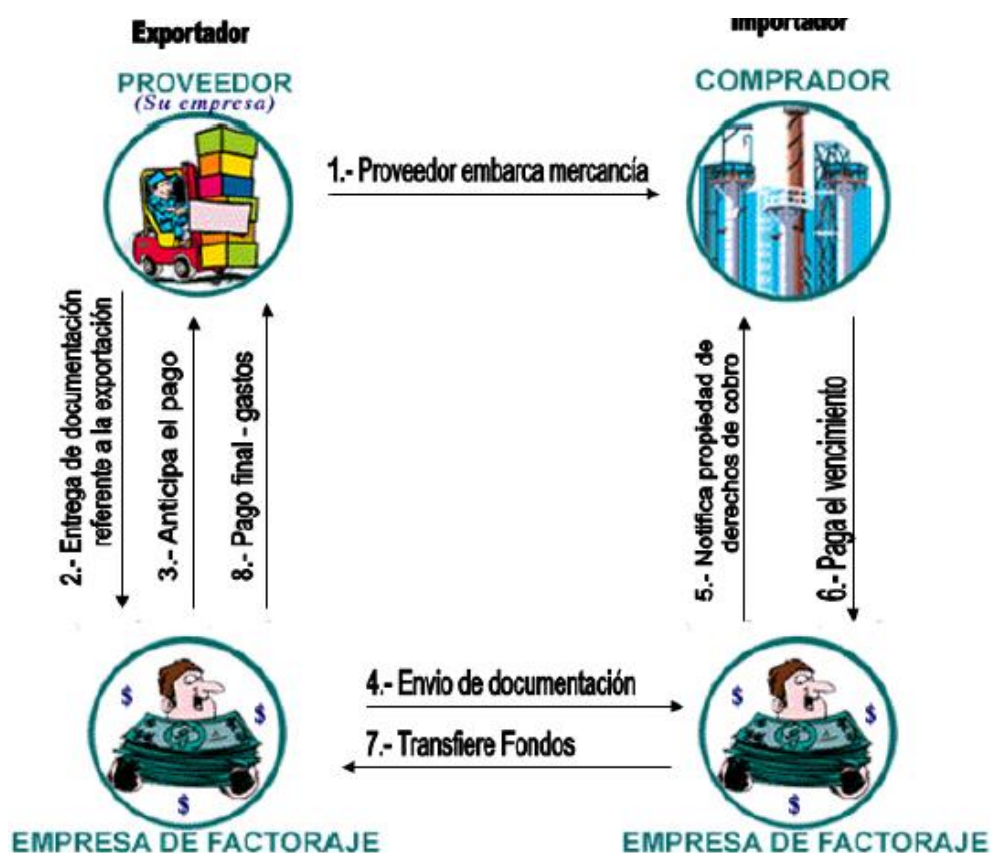 Exportador
Importador
PROVEEDOR
(Su empresa)
COMPRADOR
1.- Proveedor embarca mercancía
2.- Entrega de documentación
referente a la exportación
3.- Anticipa el pago
8.- Pago final - gastos
5.- Notifica propiedad de
derechos de cobro
6.- Paga el vencimiento
4.- Envio de documentación
7.- Transfiere Fondos
$
$
$
$
$
$
EMPRESA DE FACTORAJE
EMPRESA DE FACTORAJE